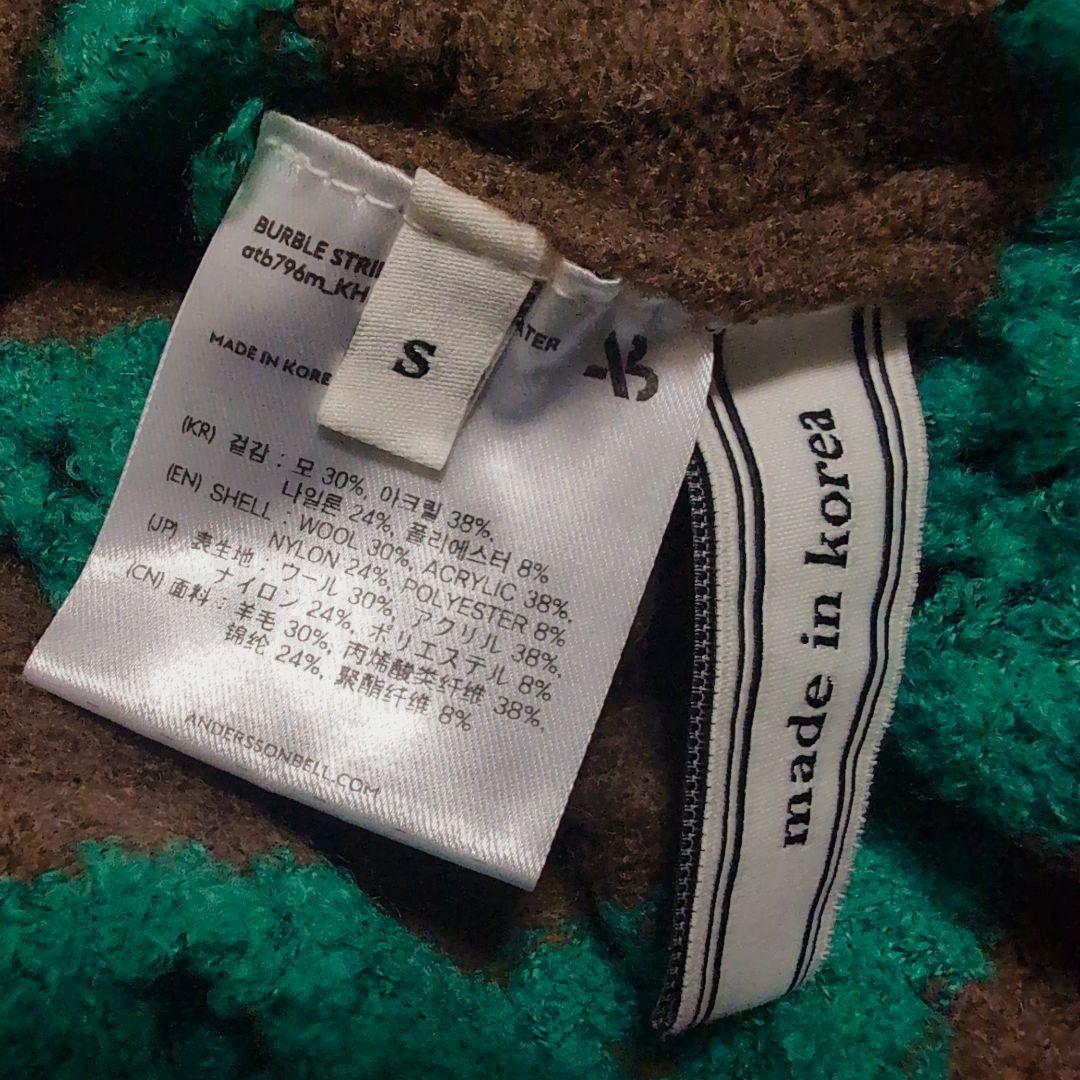 BURBLE STRI
atb796m_KH
ATER
S
MADE IN KORE
(KR) 겉감 : 모 30%, 아크릴 38%,
나일론 24%, 폴리에스터 8%
(EN) SHELL : WOOL 30%, ACRYLIC 38%,
NYLON 24%, POLYESTER 8%
(JP) 表生地 : ウール 30%, アクリル 38%,
ナイロン 24%, ポリエステル 8%
(CN) 面料 : 羊毛 30%, 丙烯酸类纤维 38%,
锦纶 24%, 聚酯纤维 8%
ANDERSSONBELL.COM
made in korea